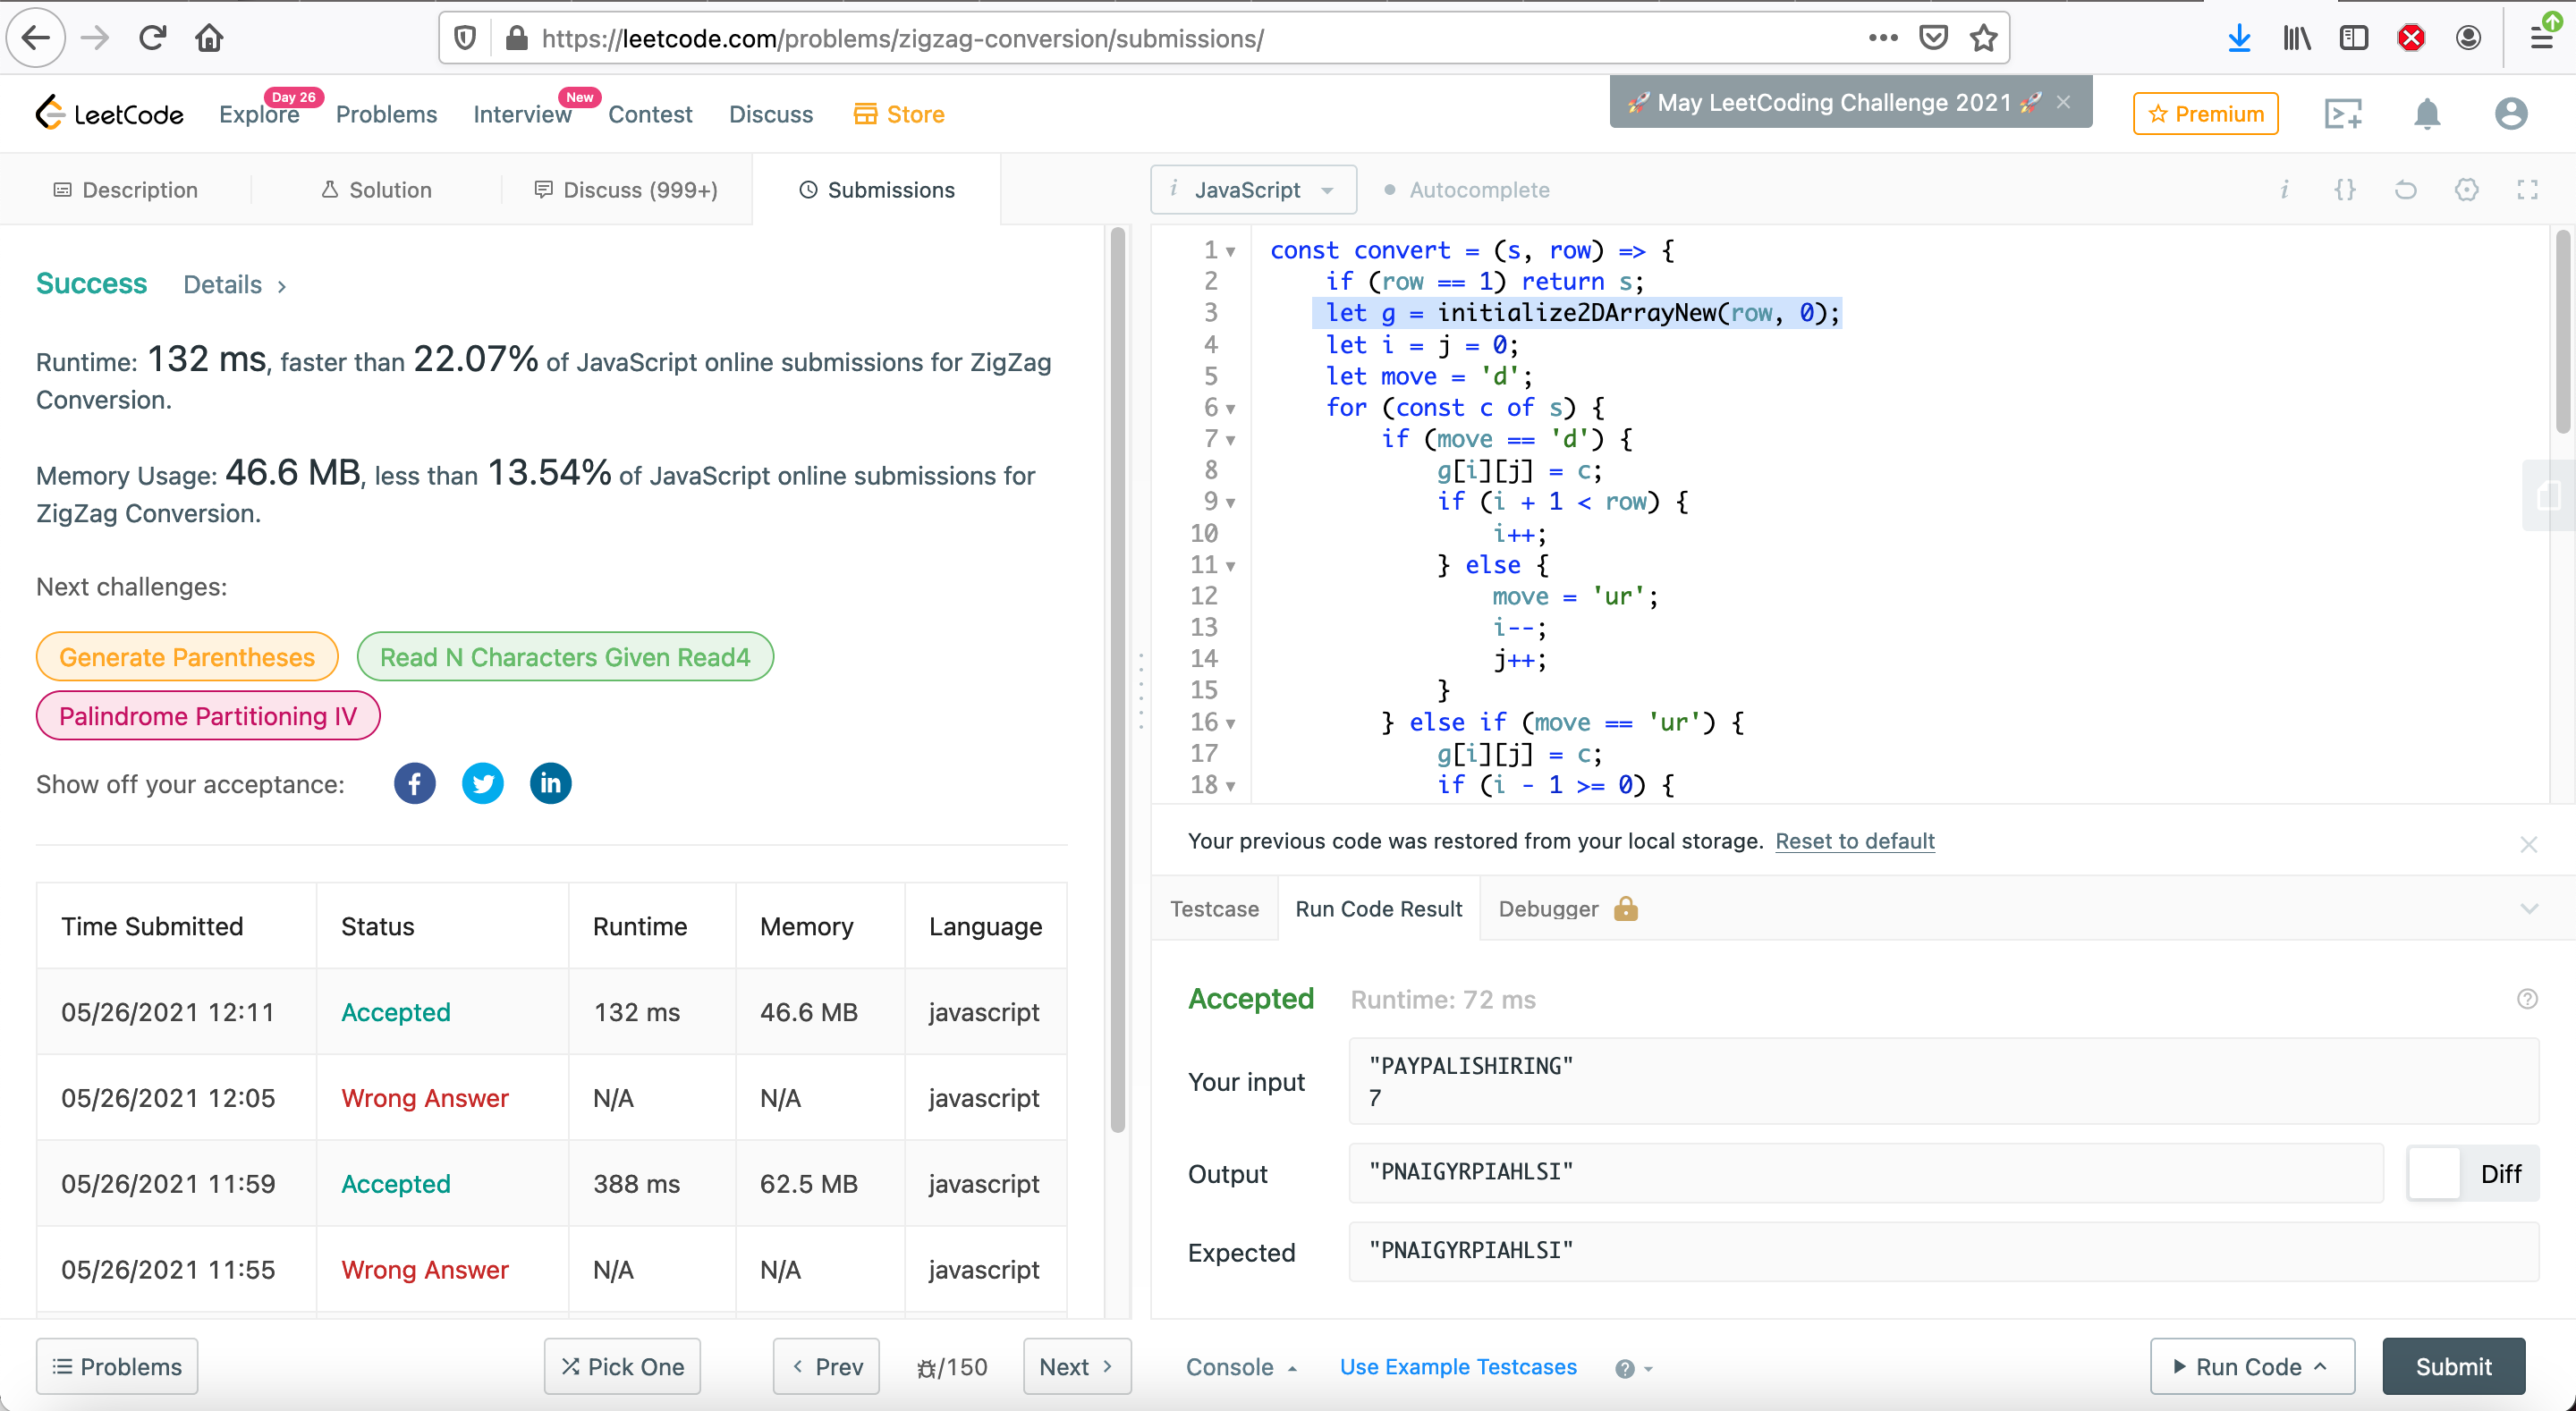 https://leetcode.com/problems/zigzag-conversion/submissions/
LeetCode
Explore
Day 26
Problems
Interview
New
Contest
Discuss
Store
🚀 May LeetCoding Challenge 2021 🚀
Premium
Description
Solution
Discuss (999+)
Submissions
Success
Details
Runtime: 132 ms, faster than 22.07% of JavaScript online submissions for ZigZag
Conversion.
Memory Usage: 46.6 MB, less than 13.54% of JavaScript online submissions for
ZigZag Conversion.
Next challenges:
Generate Parentheses
Read N Characters Given Read4
Palindrome Partitioning IV
Show off your acceptance:
Time Submitted Status Runtime Memory Language
05/26/2021 12:11 Accepted 132 ms 46.6 MB javascript
05/26/2021 12:05 Wrong Answer N/A N/A javascript
05/26/2021 11:59 Accepted 388 ms 62.5 MB javascript
05/26/2021 11:55 Wrong Answer N/A N/A javascript
Problems
Pick One
Prev
/150
Next
i JavaScript
Autocomplete
i {}
1 const convert = (s, row) => {
2 if (row == 1) return s;
3 let g = initialize2DArrayNew(row, 0);
4 let i = j = 0;
5 let move = 'd';
6 for (const c of s) {
7 if (move == 'd') {
8 g[i][j] = c;
9 if (i + 1 < row) {
10 i++;
11 } else {
12 move = 'ur';
13 i--;
14 j++;
15 }
16 } else if (move == 'ur') {
17 g[i][j] = c;
18 if (i - 1 >= 0) {
Your previous code was restored from your local storage. Reset to default
Testcase
Run Code Result
Debugger
Accepted Runtime: 72 ms
Your input
"PAYPALISHIRING"
7
Output
"PNAIGYRPIAHLSI"
Diff
Expected
"PNAIGYRPIAHLSI"
Console
Use Example Testcases
Run Code
Submit